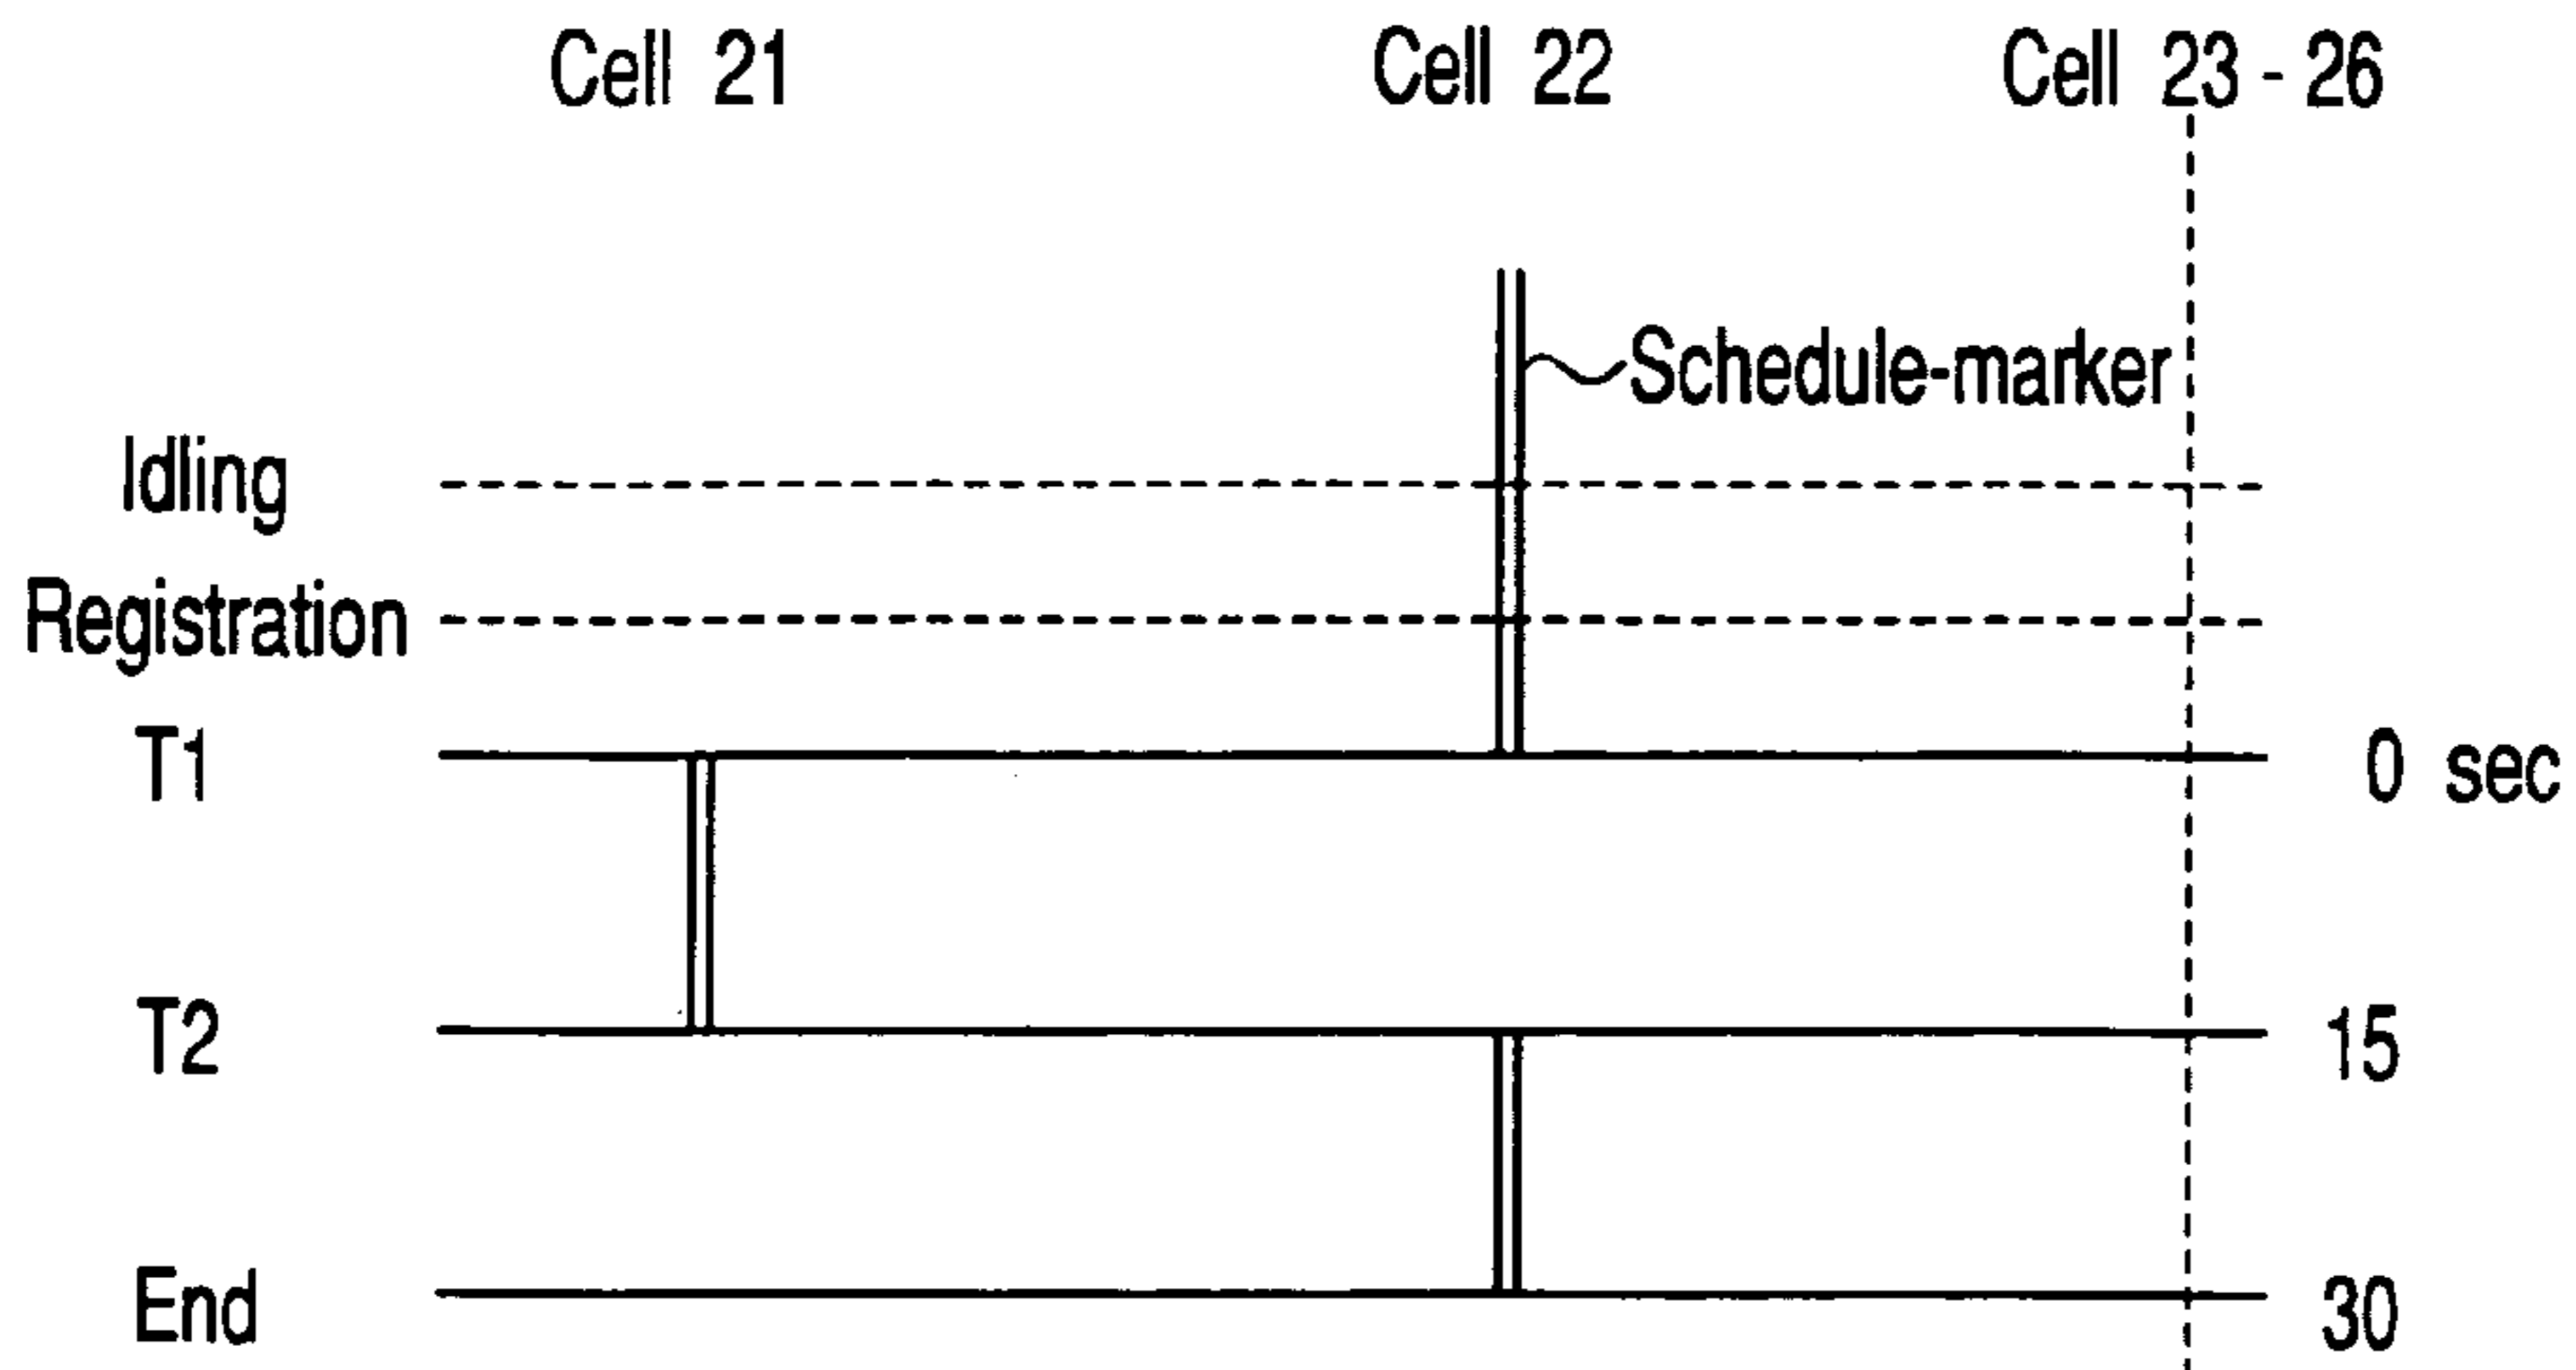 Cell 21 Cell 22 Cell 23 - 26
Schedule-marker
Idling
Registration
T1 0 sec
T2 15
End 30